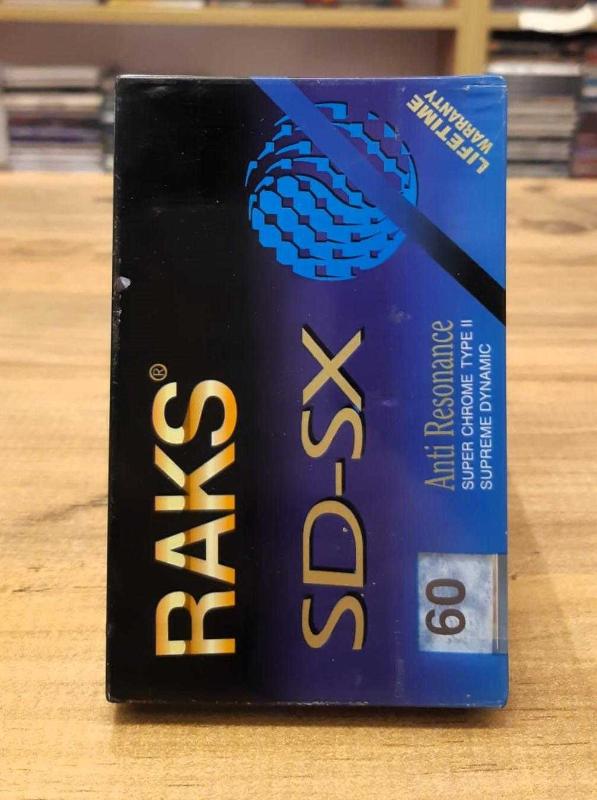 LIFETIME
WARRANTY
RAKS®
SD-SX
Anti Resonance
SUPER CHROME TYPE II
SUPREME DYNAMIC
60